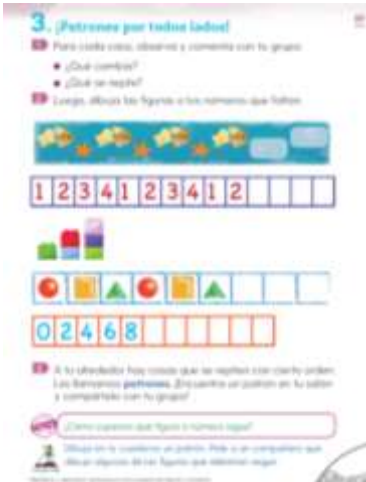 3. ¡Patrones por todos lados!
Para cada caso, observa y comenta con tu grupo:
● ¿Qué cambia?
● ¿Qué se repite?
Luego, dibuja las figuras o los números que faltan.
1 2 3 4 1 2 3 4 1 2
0 2 4 6 8
A tu alrededor hay cosas que se repiten con cierto orden.
Les llamamos patrones. ¡Encuentra un patrón en tu salón
y compártelo con tu grupo!
¿Cómo supieron qué figura o número sigue?
Dibuja en tu cuaderno un patrón. Pide a un compañero que
dibuje algunas de las figuras que deberían seguir.